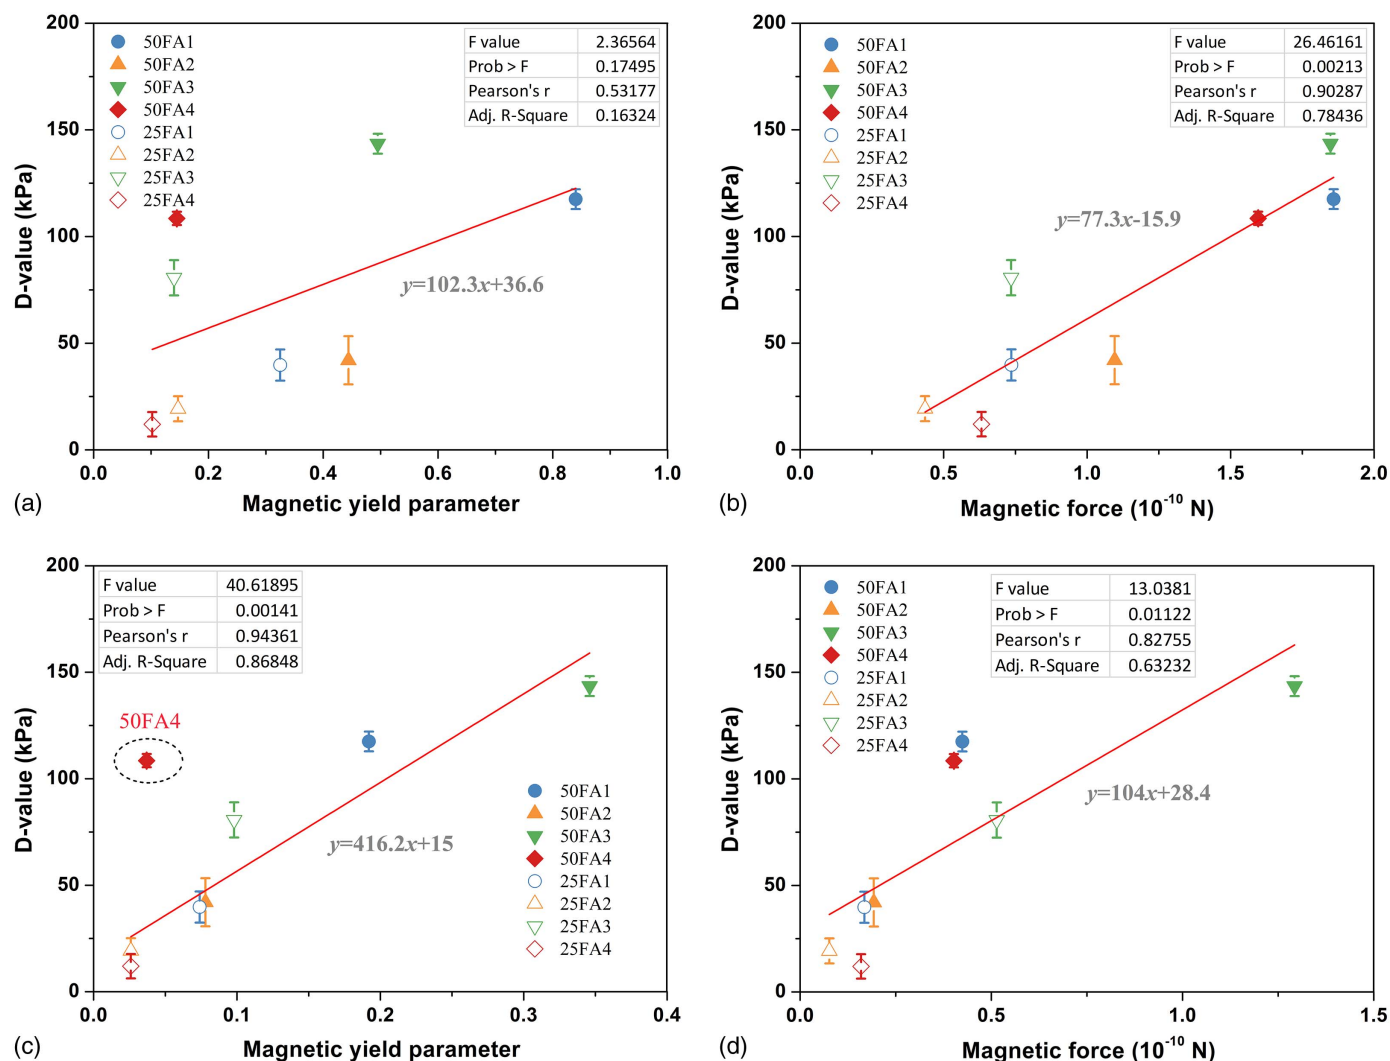 200
150
100
50
0
D-value (kPa)
50FA1
50FA2
50FA3
50FA4
25FA1
25FA2
25FA3
25FA4
F value 2.36564
Prob > F 0.17495
Pearson's r 0.53177
Adj. R-Square 0.16324
y=102.3x+36.6
0.0 0.2 0.4 0.6 0.8 1.0
(a) Magnetic yield parameter
200
150
100
50
0
D-value (kPa)
50FA1
50FA2
50FA3
50FA4
25FA1
25FA2
25FA3
25FA4
F value 26.46161
Prob > F 0.00213
Pearson's r 0.90287
Adj. R-Square 0.78436
y=77.3x-15.9
0.0 0.5 1.0 1.5 2.0
(b) Magnetic force (10⁻¹⁰ N)
200
150
100
50
0
D-value (kPa)
F value 40.61895
Prob > F 0.00141
Pearson's r 0.94361
Adj. R-Square 0.86848
50FA4
y=416.2x+15
50FA1
50FA2
50FA3
50FA4
25FA1
25FA2
25FA3
25FA4
0.0 0.1 0.2 0.3 0.4
(c) Magnetic yield parameter
200
150
100
50
0
D-value (kPa)
50FA1
50FA2
50FA3
50FA4
25FA1
25FA2
25FA3
25FA4
F value 13.0381
Prob > F 0.01122
Pearson's r 0.82755
Adj. R-Square 0.63232
y=104x+28.4
0.0 0.5 1.0 1.5
(d) Magnetic force (10⁻¹⁰ N)